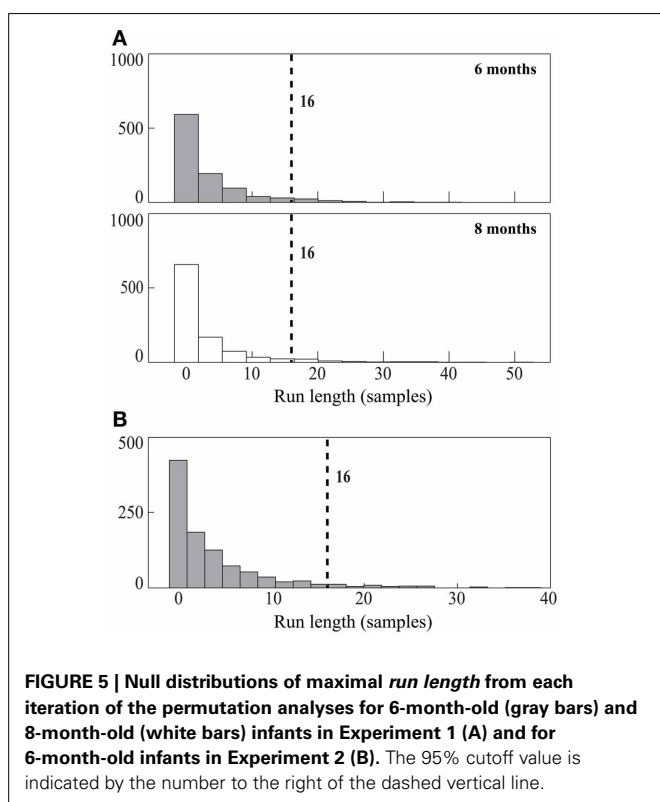 A
1000
6 months
16
500
0
1000
8 months
16
500
0
0 10 20 30 40 50
Run length (samples)
B
500
16
250
0
0 10 20 30 40
Run length (samples)
FIGURE 5 | Null distributions of maximal run length from each
iteration of the permutation analyses for 6-month-old (gray bars) and
8-month-old (white bars) infants in Experiment 1 (A) and for
6-month-old infants in Experiment 2 (B). The 95% cutoff value is
indicated by the number to the right of the dashed vertical line.